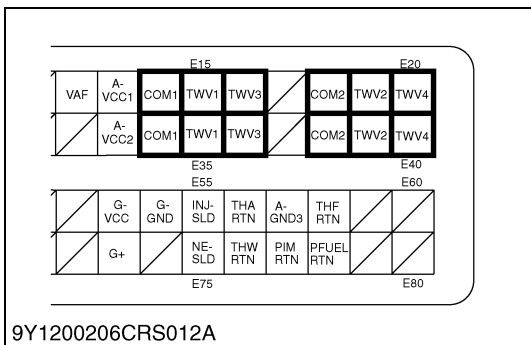 E15 E20
VAF A-VCC1 COM1 TWV1 TWV3 COM2 TWV2 TWV4
A-VCC2 COM1 TWV1 TWV3 COM2 TWV2 TWV4
E35 E40
E55 E60
G-VCC G-GND INJ-SLD THA RTN A-GND3 THF RTN
G+ NE-SLD THW RTN PIM RTN PFUEL RTN
E75 E80
9Y1200206CRS012A